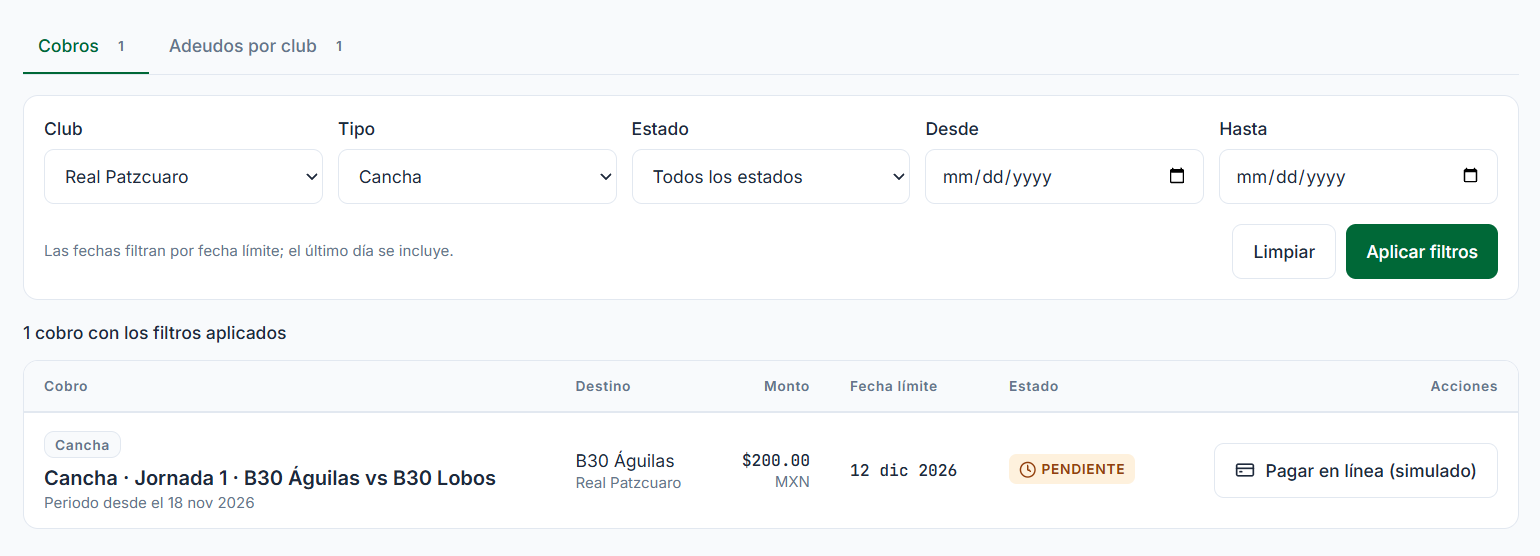 Cobros 1 Adeudos por club 1
Club Tipo Estado Desde Hasta
Real Patzcuaro Cancha Todos los estados mm/dd/yyyy mm/dd/yyyy
Las fechas filtran por fecha límite; el último día se incluye. Limpiar Aplicar filtros
1 cobro con los filtros aplicados
Cobro Destino Monto Fecha límite Estado Acciones
Cancha
Cancha · Jornada 1 · B30 Águilas vs B30 Lobos
Periodo desde el 18 nov 2026
B30 Águilas
Real Patzcuaro
$200.00
MXN
12 dic 2026
PENDIENTE
Pagar en línea (simulado)